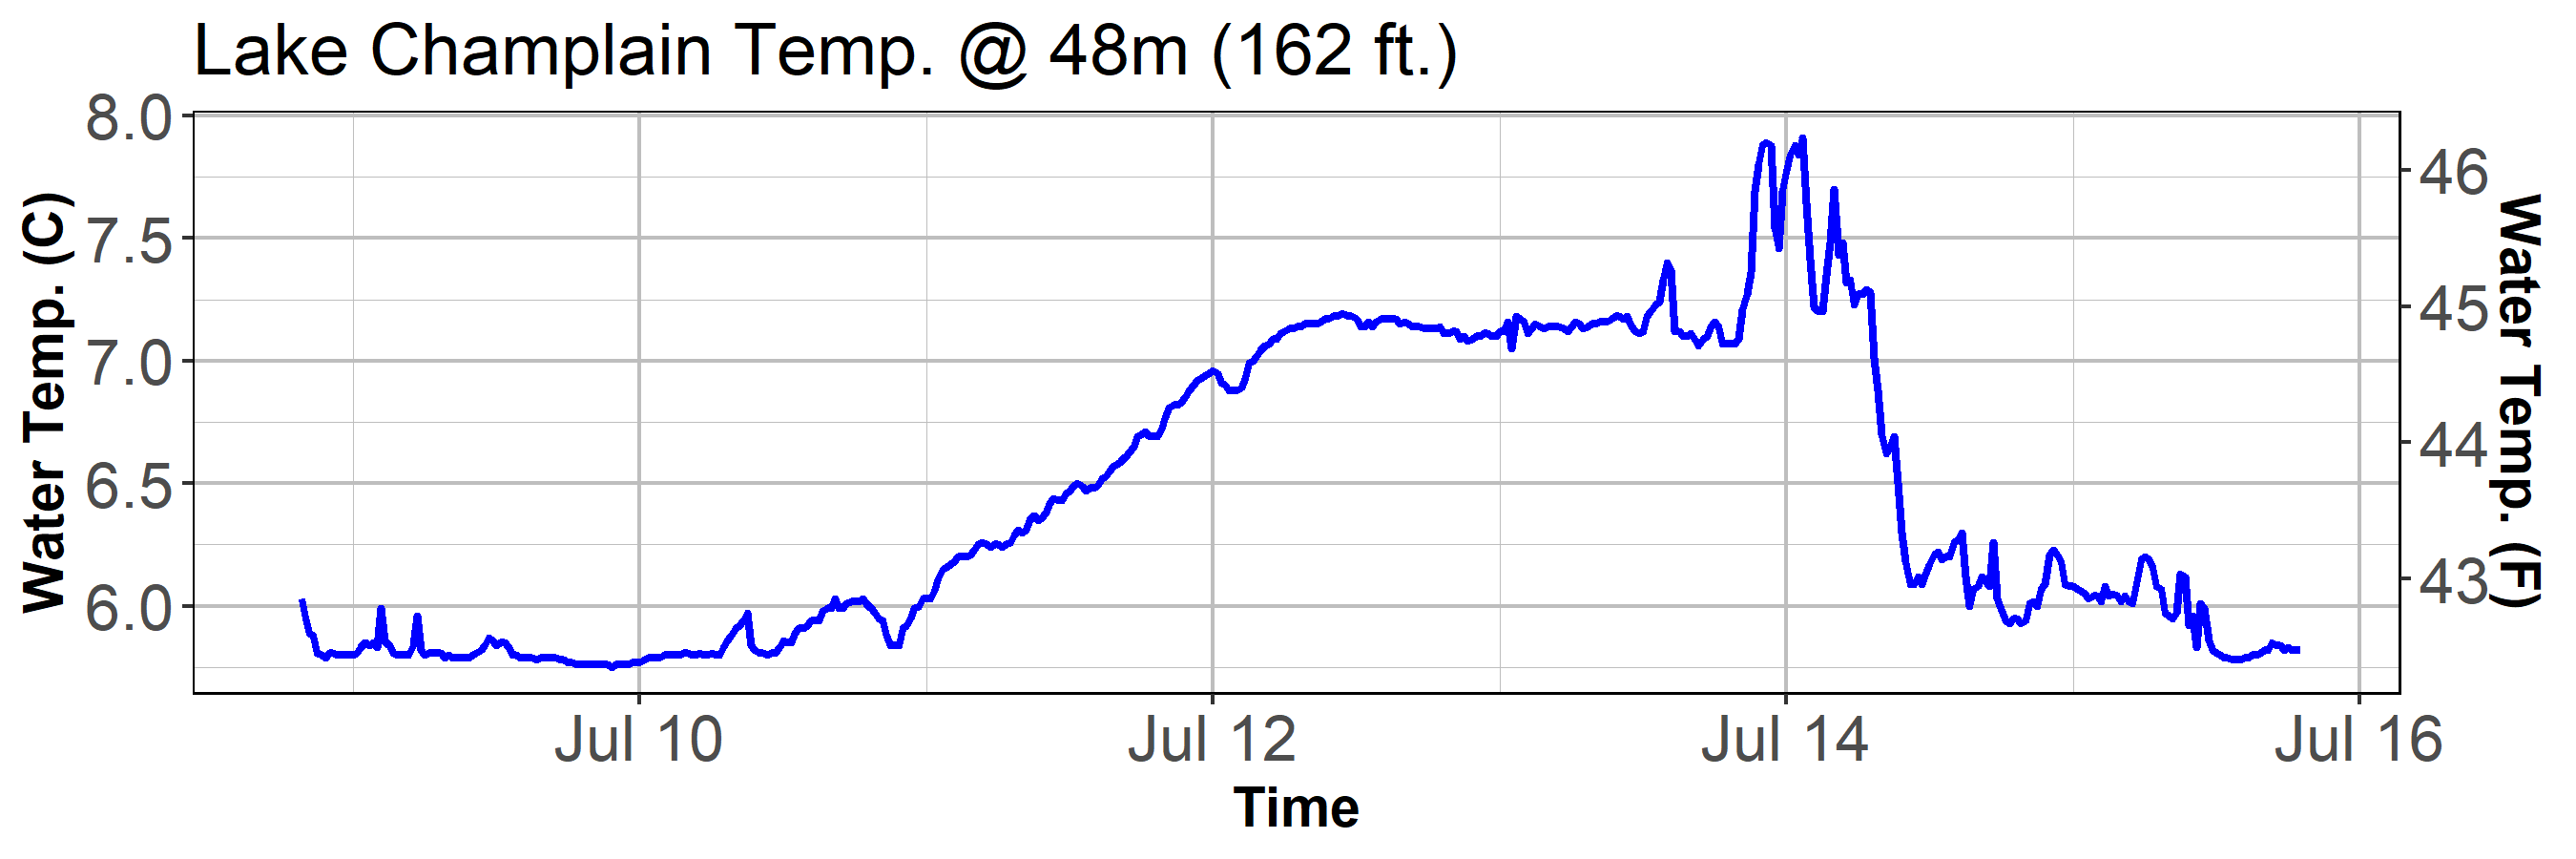 Lake Champlain Temp. @ 48m (162 ft.)
Water Temp. (C)
8.0
7.5
7.0
6.5
6.0
46
45
44
43
Water Temp. (F)
Jul 10 Jul 12 Jul 14 Jul 16
Time